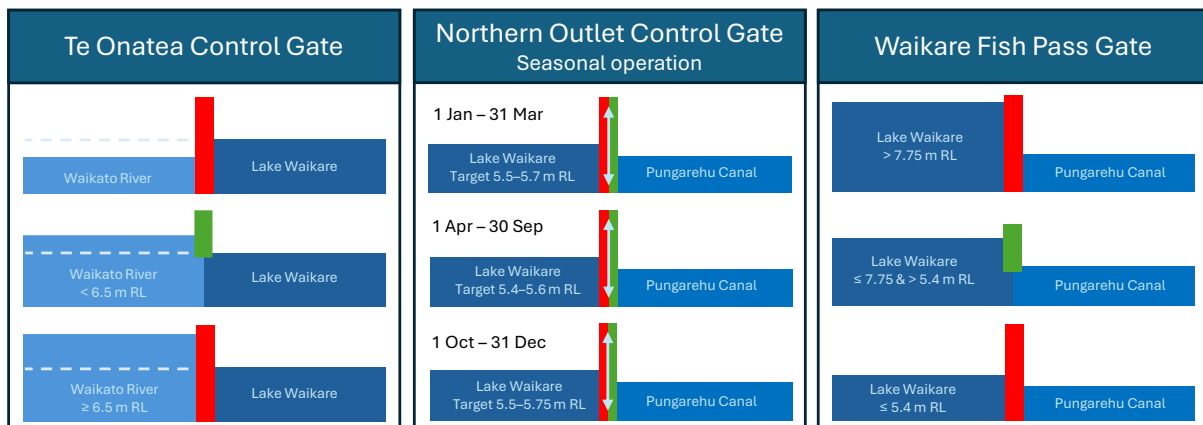 Te Onatea Control Gate
Waikato River
Lake Waikare
Waikato River
< 6.5 m RL
Lake Waikare
Waikato River
≥ 6.5 m RL
Lake Waikare
Northern Outlet Control Gate
Seasonal operation
1 Jan – 31 Mar
Lake Waikare
Target 5.5–5.7 m RL
Pungarehu Canal
1 Apr – 30 Sep
Lake Waikare
Target 5.4–5.6 m RL
Pungarehu Canal
1 Oct – 31 Dec
Lake Waikare
Target 5.5–5.75 m RL
Pungarehu Canal
Waikare Fish Pass Gate
Lake Waikare
> 7.75 m RL
Pungarehu Canal
Lake Waikare
≤ 7.75 & > 5.4 m RL
Pungarehu Canal
Lake Waikare
≤ 5.4 m RL
Pungarehu Canal